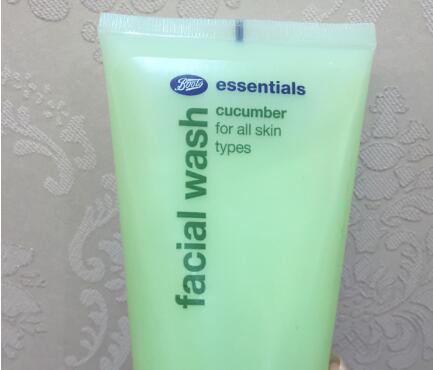 Boots essentials
cucumber
for all skin
types
facial wash